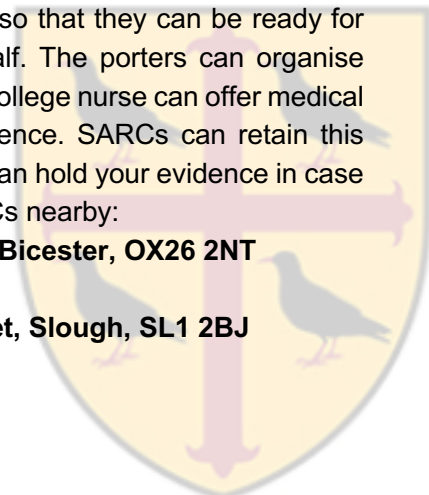 so that they can be ready for
alf. The porters can organise
ollege nurse can offer medical
ence. SARCs can retain this
an hold your evidence in case
Cs nearby:
Bicester, OX26 2NT
et, Slough, SL1 2BJ